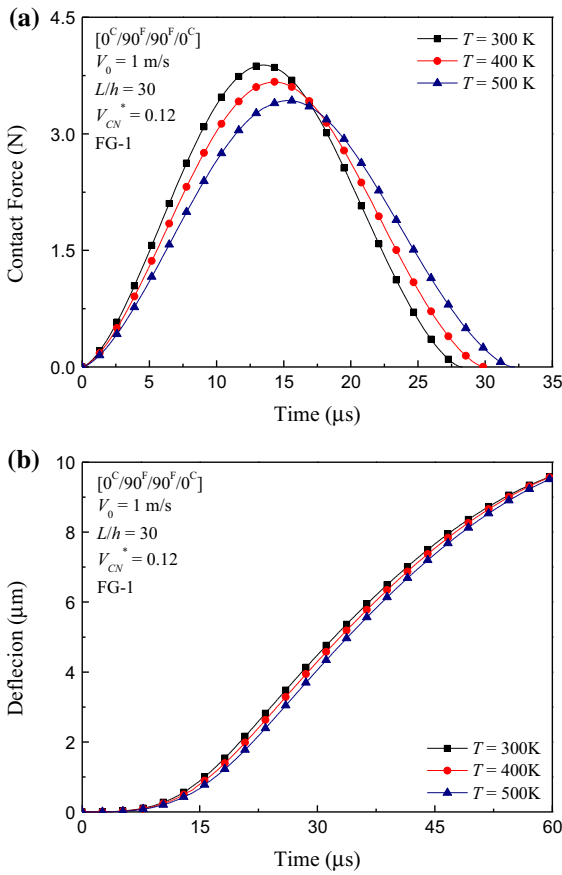 (a)
4.5
3.0
1.5
0.0
Contact Force (N)
[0^C/90^F/90^F/0^C]
V_0 = 1 m/s
L/h = 30
V_CN^* = 0.12
FG-1
T = 300 K
T = 400 K
T = 500 K
0 5 10 15 20 25 30 35
Time (μs)
(b)
10
8
6
4
2
0
Deflecion (μm)
[0^C/90^F/90^F/0^C]
V_0 = 1 m/s
L/h = 30
V_CN^* = 0.12
FG-1
T = 300K
T = 400K
T = 500K
0 15 30 45 60
Time (μs)